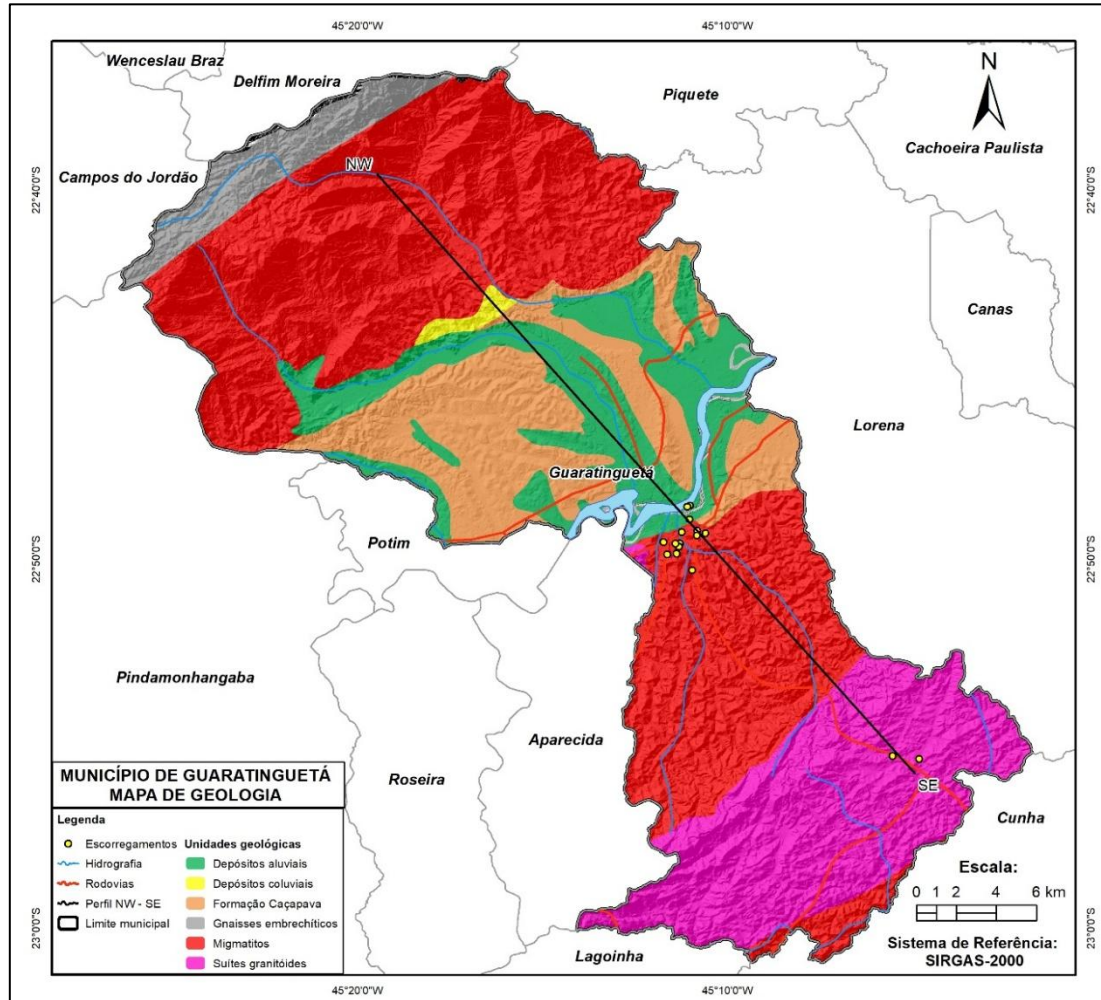 45°20'0"W
45°10'0"W
Wenceslau Braz
Delfim Moreira
Piquete
N
Cachoeira Paulista
Campos do Jordão
NW
22°40'0"S
22°40'0"S
Canas
Lorena
Guaratinguetá
Potim
22°50'0"S
22°50'0"S
Pindamonhangaba
Aparecida
Roseira
SE
Cunha
MUNICÍPIO DE GUARATINGUETÁ
MAPA DE GEOLOGIA
Legenda
Escorregamentos
Hidrografia
Rodovias
Perfil NW - SE
Limite municipal
Unidades geológicas
Depósitos aluviais
Depósitos coluviais
Formação Caçapava
Gnaisses embrechíticos
Migmatitos
Suítes granitóides
Escala:
0 1 2 4 6 km
Sistema de Referência:
SIRGAS-2000
23°0'0"S
23°0'0"S
Lagoinha
45°20'0"W
45°10'0"W